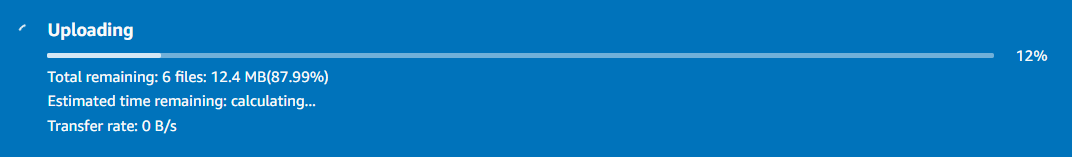 Uploading
12%
Total remaining: 6 files: 12.4 MB(87.99%)
Estimated time remaining: calculating...
Transfer rate: 0 B/s